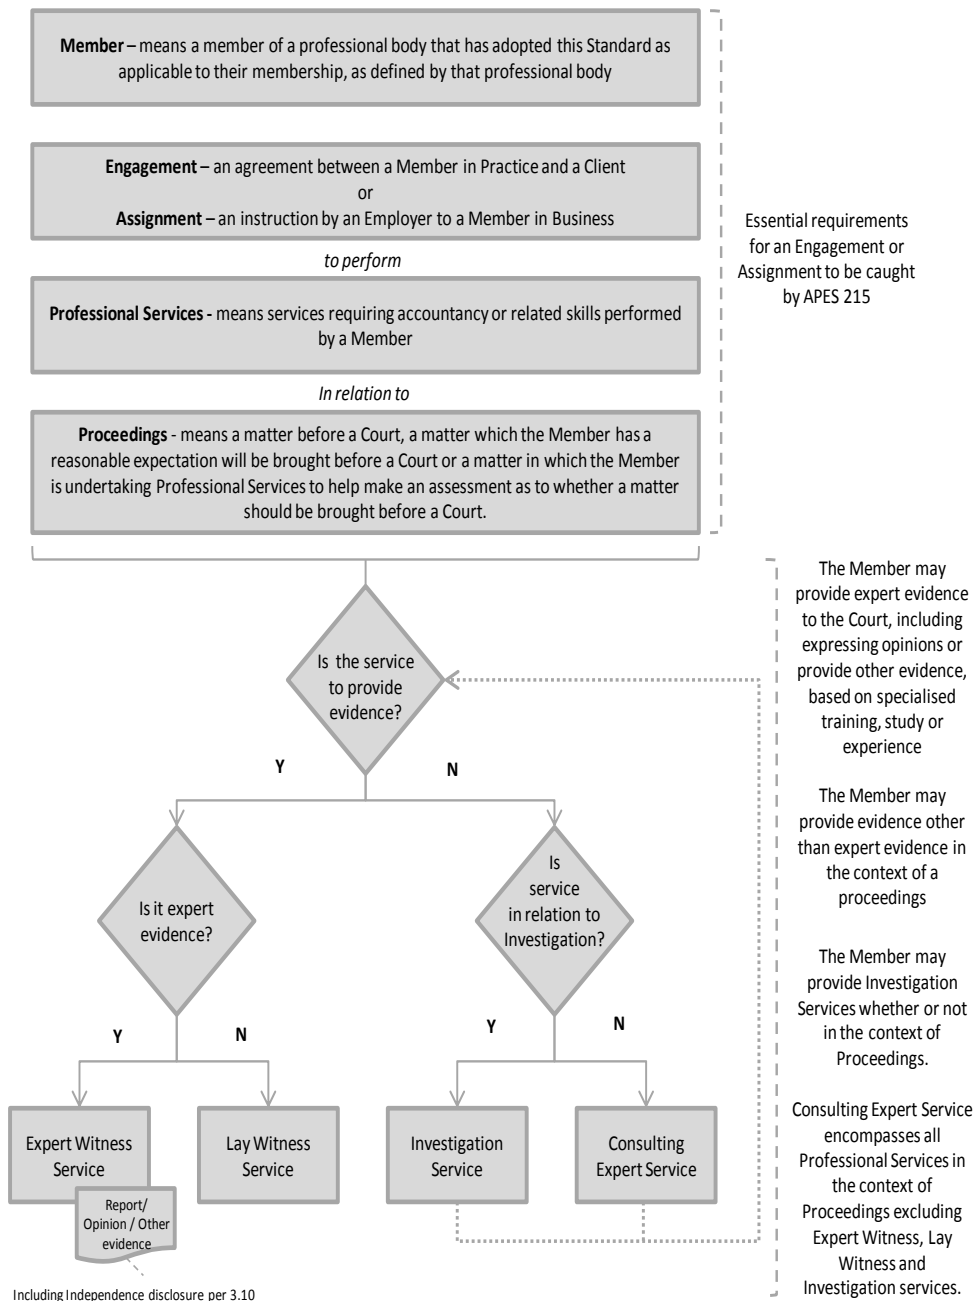 Member – means a member of a professional body that has adopted this Standard as
applicable to their membership, as defined by that professional body
Engagement – an agreement between a Member in Practice and a Client
or
Assignment – an instruction by an Employer to a Member in Business
to perform
Professional Services - means services requiring accountancy or related skills performed
by a Member
In relation to
Proceedings - means a matter before a Court, a matter which the Member has a
reasonable expectation will be brought before a Court or a matter in which the Member
is undertaking Professional Services to help make an assessment as to whether a matter
should be brought before a Court.
Essential requirements
for an Engagement or
Assignment to be caught
by APES 215
Is the service
to provide
evidence?
Y
N
Is it expert
evidence?
Is
service
in relation to
Investigation?
Y
N
Y
N
Expert Witness
Service
Lay Witness
Service
Investigation
Service
Consulting
Expert Service
Report/
Opinion / Other
evidence
Including Independence disclosure per 3.10
The Member may
provide expert evidence
to the Court, including
expressing opinions or
provide other evidence,
based on specialised
training, study or
experience
The Member may
provide evidence other
than expert evidence in
the context of a
proceedings
The Member may
provide Investigation
Services whether or not
in the context of
Proceedings.
Consulting Expert Service
encompasses all
Professional Services in
the context of
Proceedings excluding
Expert Witness, Lay
Witness and
Investigation services.